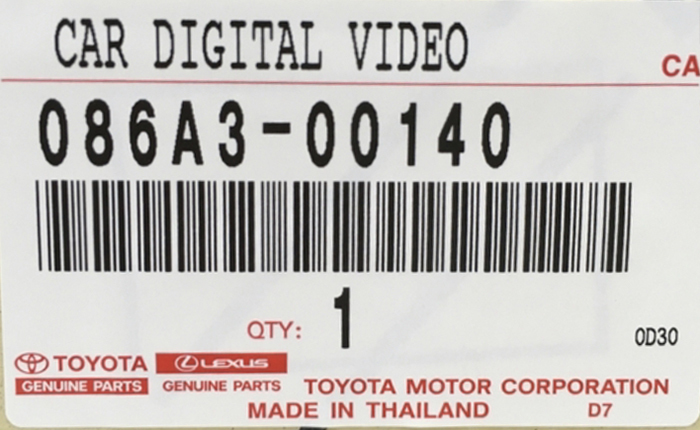 CAR DIGITAL VIDEO
CA
086A3-00140
QTY: 1
0D30
TOYOTA LEXUS
GENUINE PARTS GENUINE PARTS TOYOTA MOTOR CORPORATION
MADE IN THAILAND D7